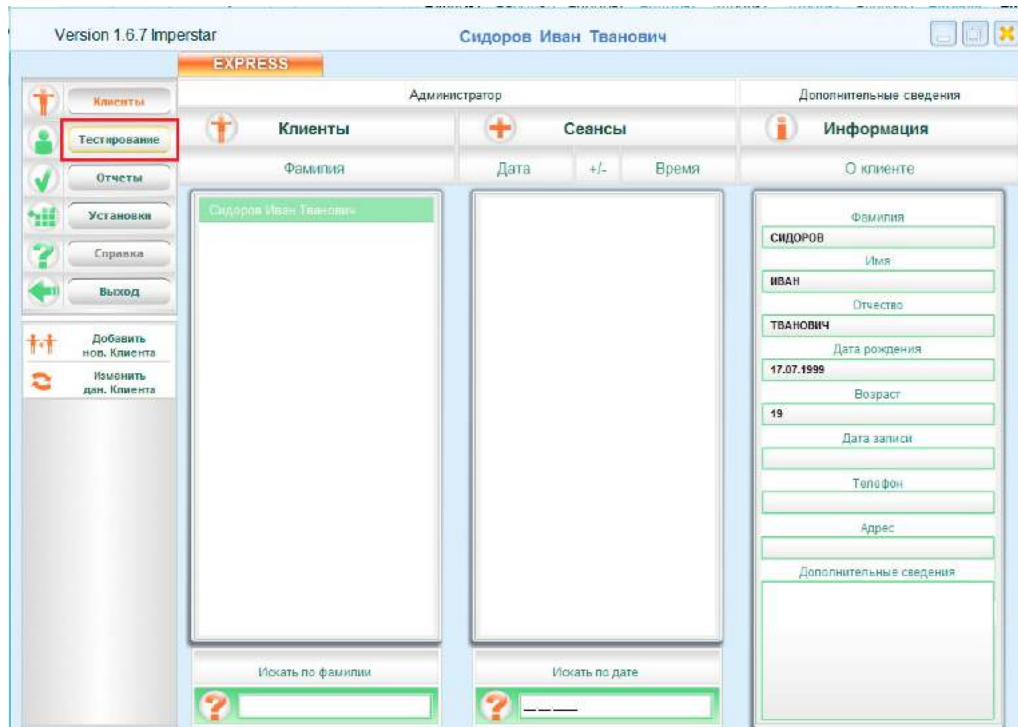 Version 1.6.7 Imperstar
Сидоров Иван Тванович
EXPRESS
Клиенты
Тестирование
Отчеты
Установки
Справка
Выход
Добавить
нов. Клиента
Изменить
дан. Клиента
Администратор
Дополнительные сведения
Клиенты
Сеансы
Информация
Фамилия
Дата +/- Время
О клиенте
Сидоров Иван Тванович
Фамилия
СИДОРОВ
Имя
ИВАН
Отчество
ТВАНОВИЧ
Дата рождения
17.07.1999
Возраст
19
Дата записи
Телефон
Адрес
Дополнительные сведения
Искать по фамилии
Искать по дате